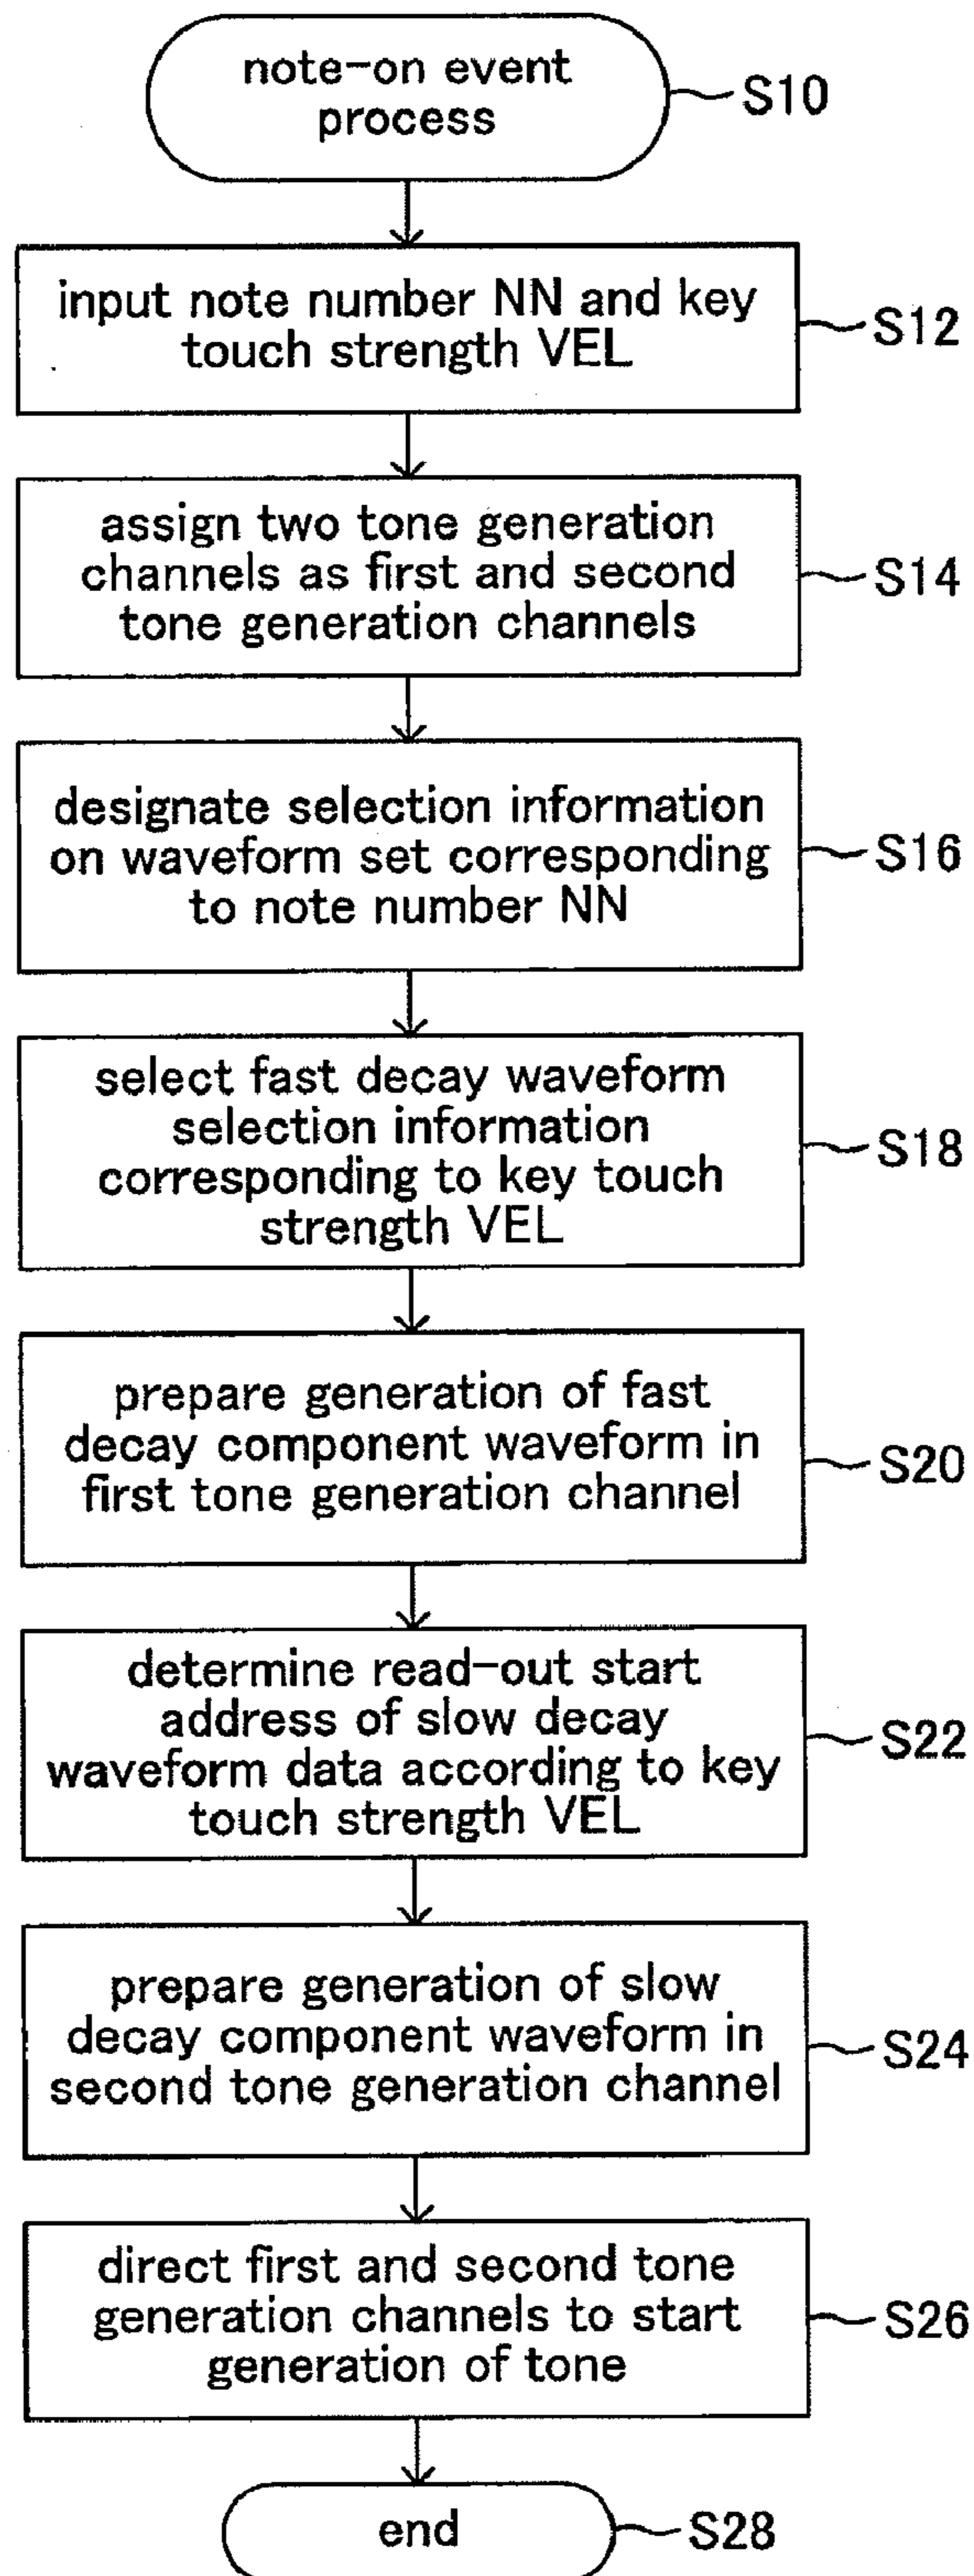 note-on event
process
S10
input note number NN and key
touch strength VEL
S12
assign two tone generation
channels as first and second
tone generation channels
S14
designate selection information
on waveform set corresponding
to note number NN
S16
select fast decay waveform
selection information
corresponding to key touch
strength VEL
S18
prepare generation of fast
decay component waveform in
first tone generation channel
S20
determine read-out start
address of slow decay
waveform data according to key
touch strength VEL
S22
prepare generation of slow
decay component waveform in
second tone generation channel
S24
direct first and second tone
generation channels to start
generation of tone
S26
end
S28